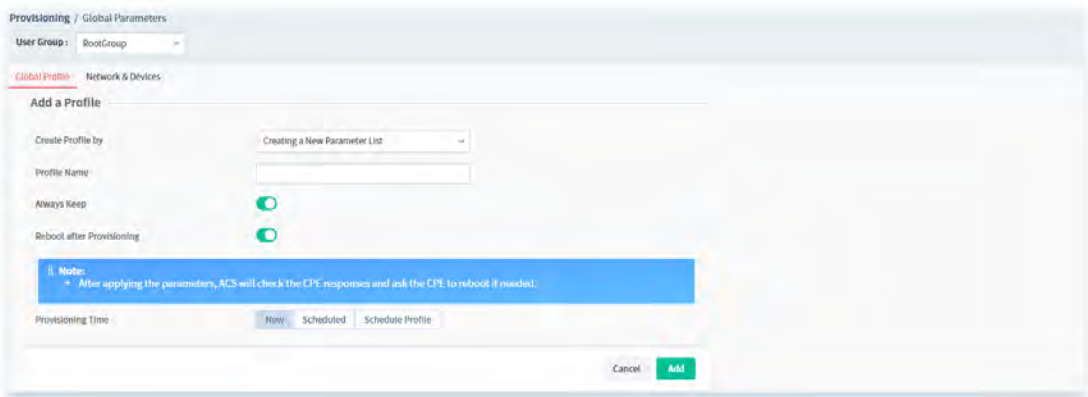 Provisioning / Global Parameters
User Group : RootGroup
Global Profile Network & Devices
Add a Profile
Create Profile by Creating a New Parameter List
Profile Name
Always Keep
Reboot after Provisioning
Note:
After applying the parameters, ACS will check the CPE responses and ask the CPE to reboot if needed.
Provisioning Time Now Scheduled Schedule Profile
Cancel Add